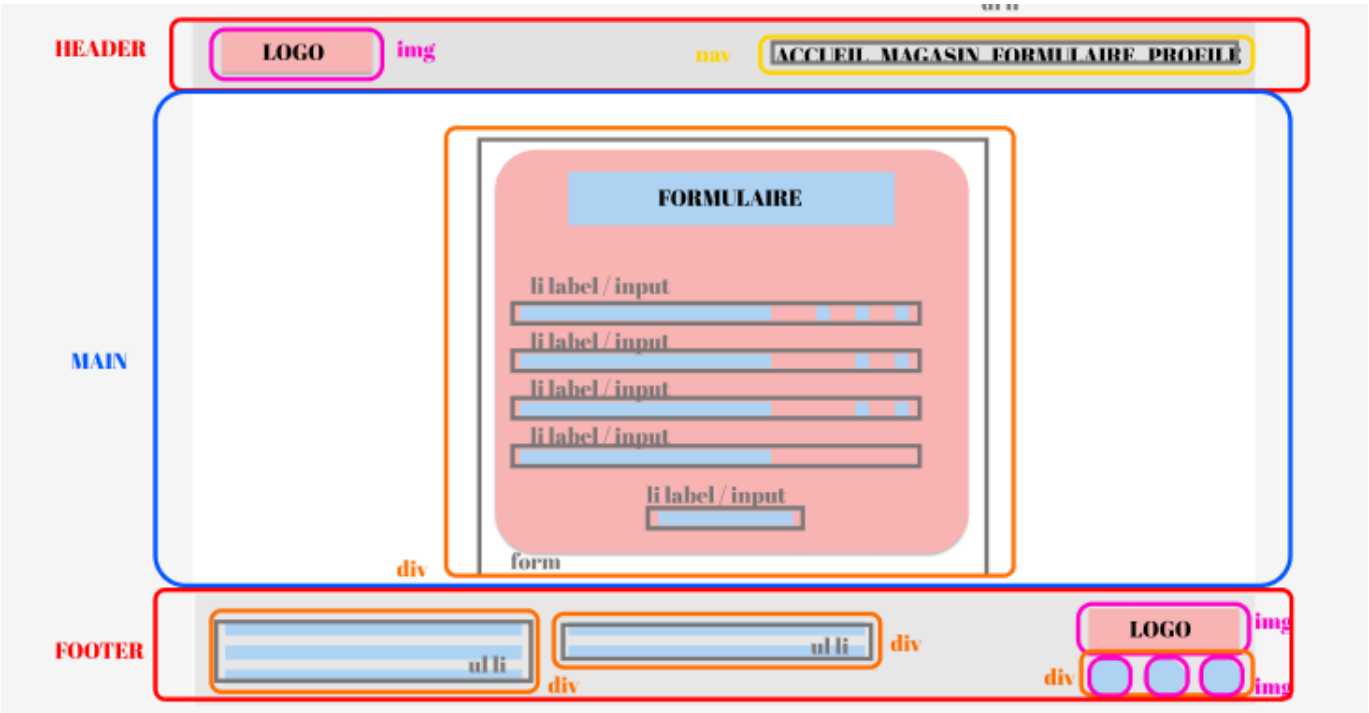 ul li
HEADER
LOGO
img
nav
ACCUEIL MAGASIN FORMULAIRE PROFILE
FORMULAIRE
li label / input
li label / input
MAIN
li label / input
li label / input
li label / input
form
div
FOOTER
ul li
div
ul li
div
LOGO
img
div
img